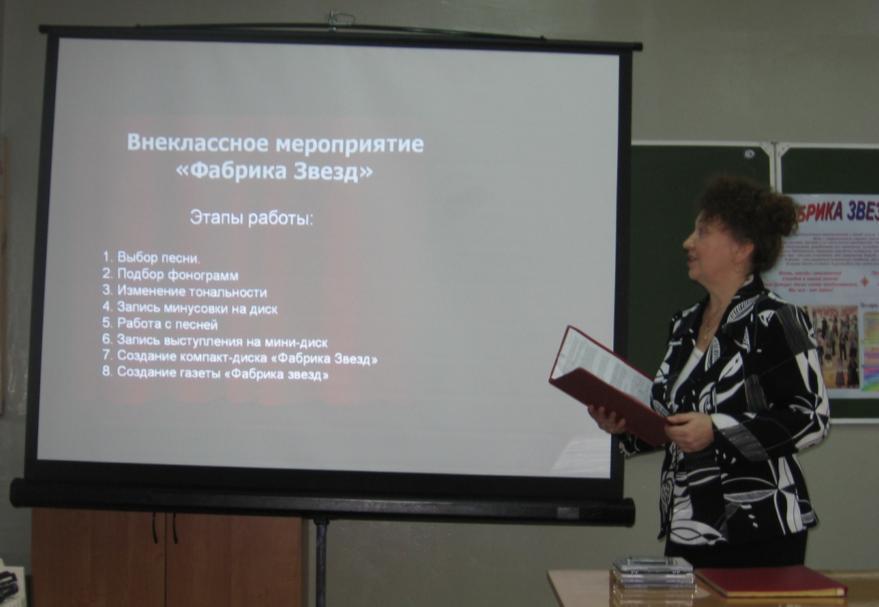 Внеклассное мероприятие
«Фабрика Звезд»
Этапы работы:
1. Выбор песни.
2. Подбор фонограмм
3. Изменение тональности
4. Запись минусовки на диск
5. Работа с песней
6. Запись выступления на мини-диск
7. Создание компакт-диска «Фабрика Звезд»
8. Создание газеты «Фабрика звезд»
БРИКА ЗВЕЗ